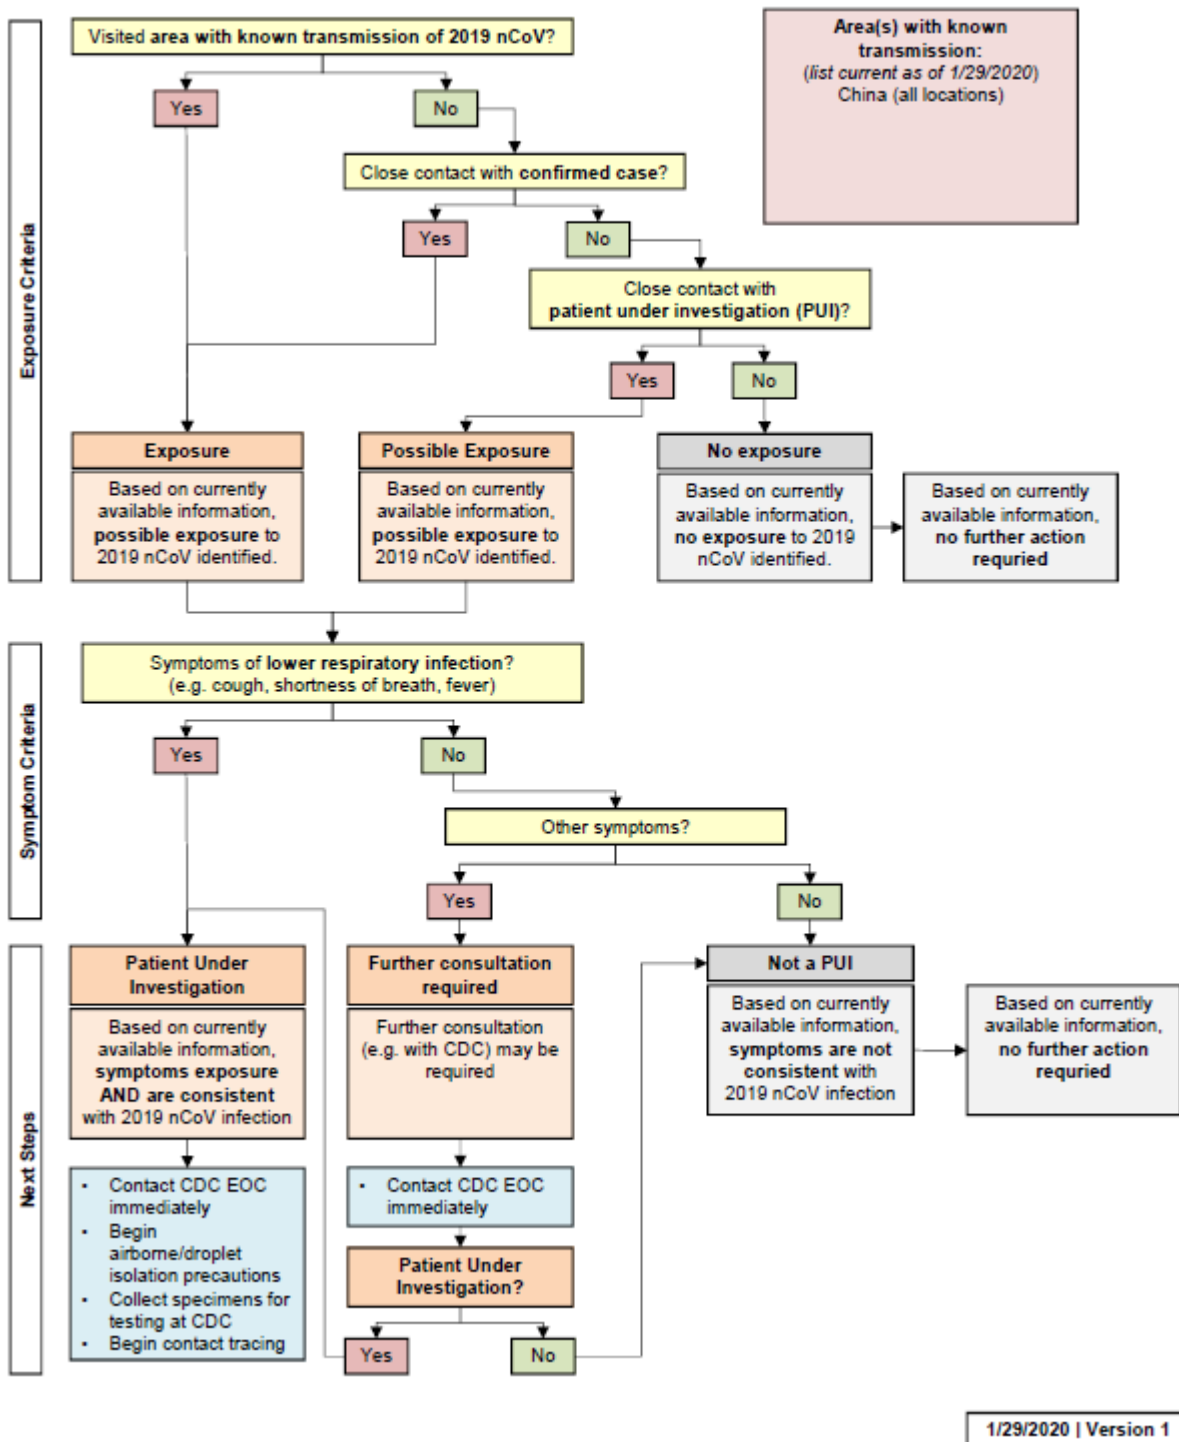 Visited area with known transmission of 2019 nCoV?
Area(s) with known
transmission:
(list current as of 1/29/2020)
China (all locations)
Yes
No
Close contact with confirmed case?
Yes
No
Close contact with
patient under investigation (PUI)?
Yes
No
Exposure Criteria
Exposure
Based on currently
available information,
possible exposure to
2019 nCoV identified.
Possible Exposure
Based on currently
available information,
possible exposure to
2019 nCoV identified.
No exposure
Based on currently
available information,
no exposure to 2019
nCoV identified.
Based on currently
available information,
no further action
requried
Symptom Criteria
Symptoms of lower respiratory infection?
(e.g. cough, shortness of breath, fever)
Yes
No
Other symptoms?
Yes
No
Next Steps
Patient Under
Investigation
Based on currently
available information,
symptoms exposure
AND are consistent
with 2019 nCoV infection
▪ Contact CDC EOC
immediately
▪ Begin
airborne/droplet
isolation precautions
▪ Collect specimens for
testing at CDC
▪ Begin contact tracing
Further consultation
required
Further consultation
(e.g. with CDC) may be
required
▪ Contact CDC EOC
immediately
Patient Under
Investigation?
Yes
No
Not a PUI
Based on currently
available information,
symptoms are not
consistent with
2019 nCoV infection
Based on currently
available information,
no further action
requried
1/29/2020 | Version 1